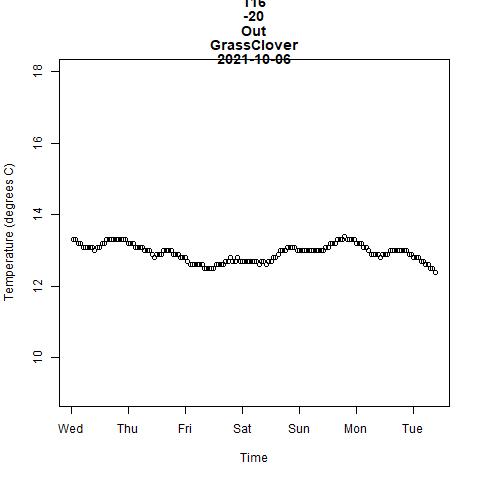 116
-20
Out
GrassClover
2021-10-06
Temperature (degrees C)
18
16
14
12
10
Wed Thu Fri Sat Sun Mon Tue
Time